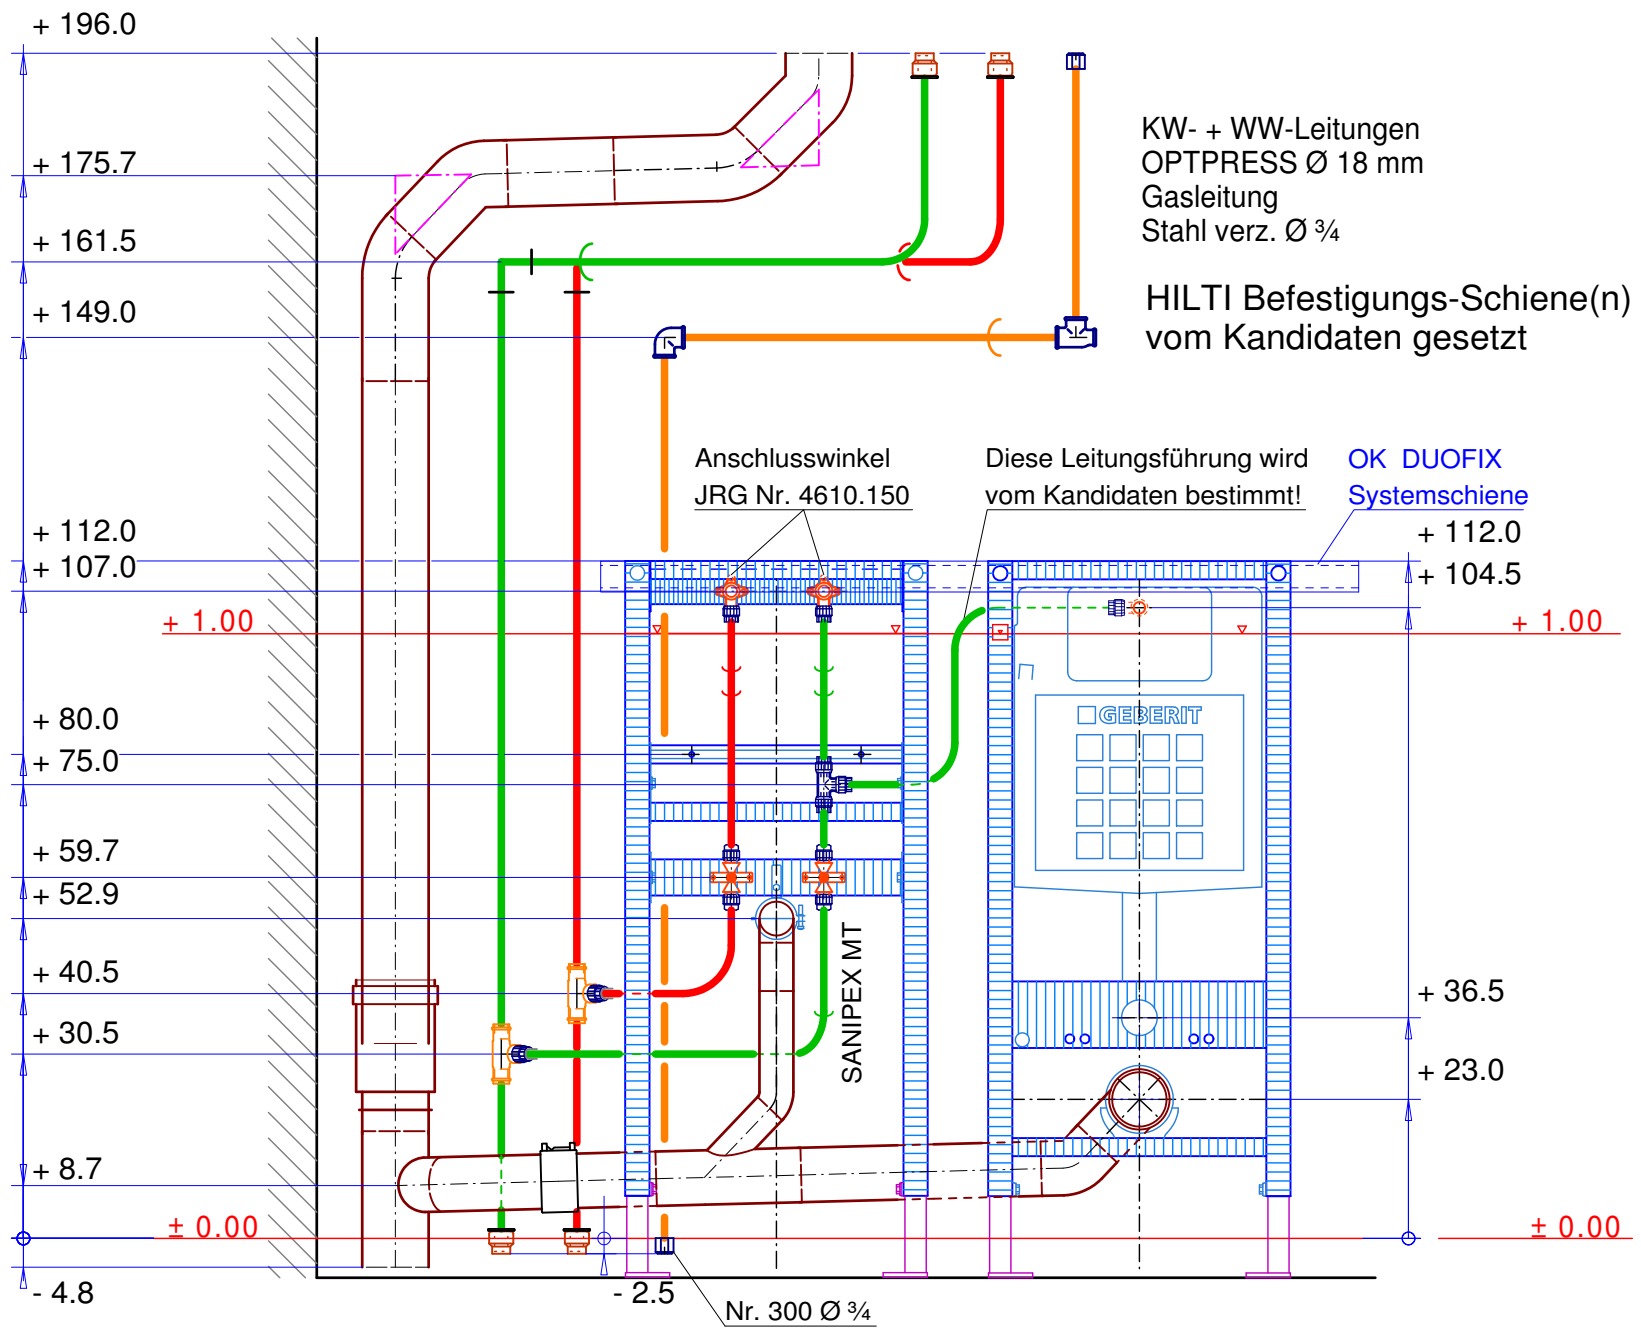 + 196.0
+ 175.7
+ 161.5
+ 149.0
KW- + WW-Leitungen
OPTPRESS Ø 18 mm
Gasleitung
Stahl verz. Ø ¾
HILTI Befestigungs-Schiene(n)
vom Kandidaten gesetzt
Anschlusswinkel
JRG Nr. 4610.150
Diese Leitungsführung wird
vom Kandidaten bestimmt!
OK DUOFIX
Systemschiene
+ 112.0
+ 107.0
+ 112.0
+ 104.5
+ 1.00
+ 1.00
+ 80.0
+ 75.0
GEBERIT
+ 59.7
+ 52.9
+ 40.5
+ 30.5
SANIPEX MT
+ 36.5
+ 23.0
+ 8.7
± 0.00
± 0.00
- 4.8
- 2.5
Nr. 300 Ø ¾